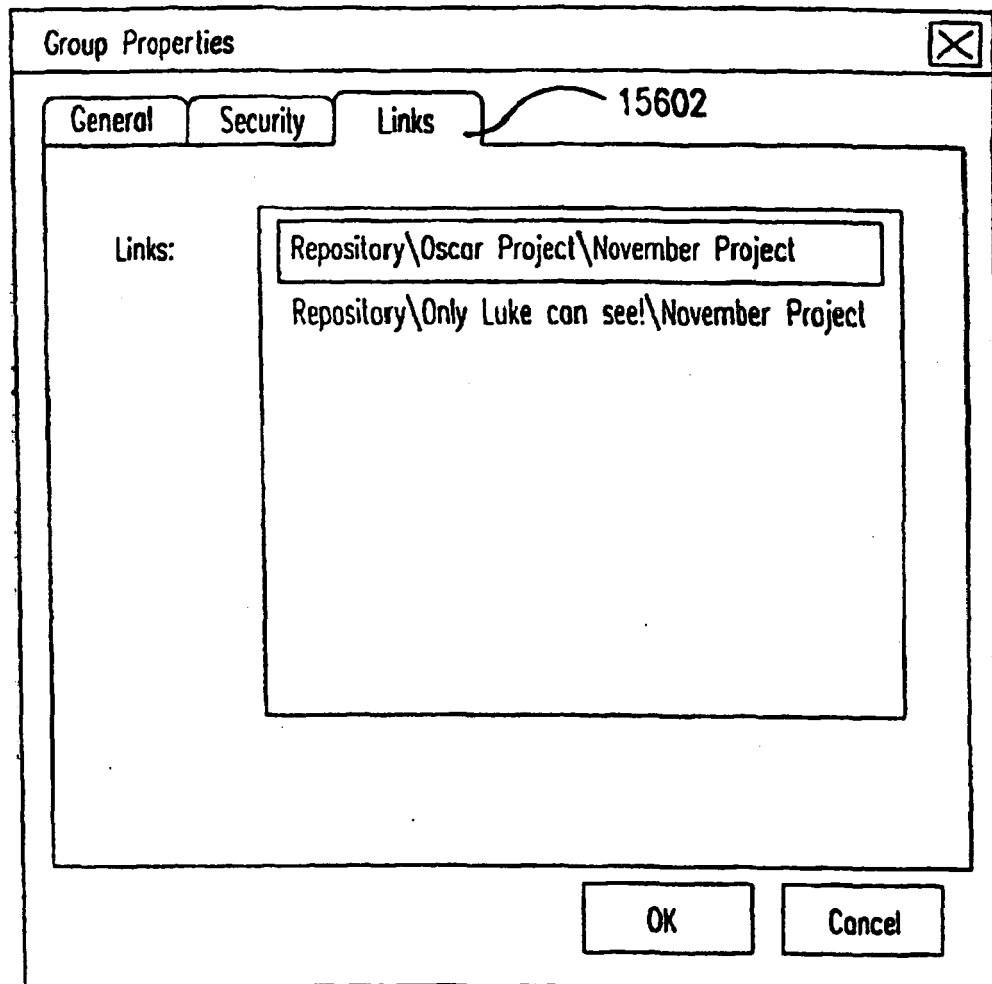 Group Properties
General Security Links 15602
Links:
Repository\Oscar Project\November Project
Repository\Only Luke can see!\November Project
OK Cancel